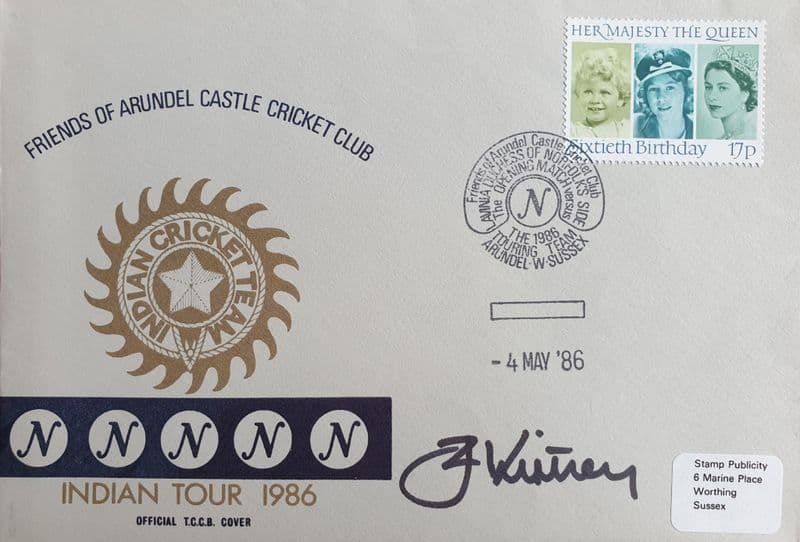 HER MAJESTY THE QUEEN
Sixtieth Birthday 17p
FRIENDS OF ARUNDEL CASTLE CRICKET CLUB
Friends of Arundel Castle Cricket Club
LAVINIA DUCHESS OF NORFOLK'S SIDE
The OPENING MATCH versus
N
THE 1986
TOURING TEAM
ARUNDEL·W·SUSSEX
INDIAN CRICKET TEAM
- 4 MAY '86
N N N N N
INDIAN TOUR 1986
OFFICIAL T.C.C.B. COVER
Stamp Publicity
6 Marine Place
Worthing
Sussex